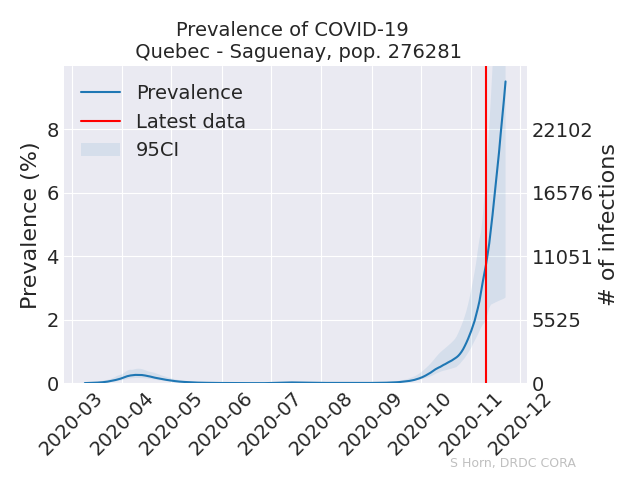 Prevalence of COVID-19
Quebec - Saguenay, pop. 276281
Prevalence
Latest data
95CI
Prevalence (%)
8
6
4
2
0
22102
16576
11051
5525
0
# of infections
2020-03
2020-04
2020-05
2020-06
2020-07
2020-08
2020-09
2020-10
2020-11
2020-12
S Horn, DRDC CORA